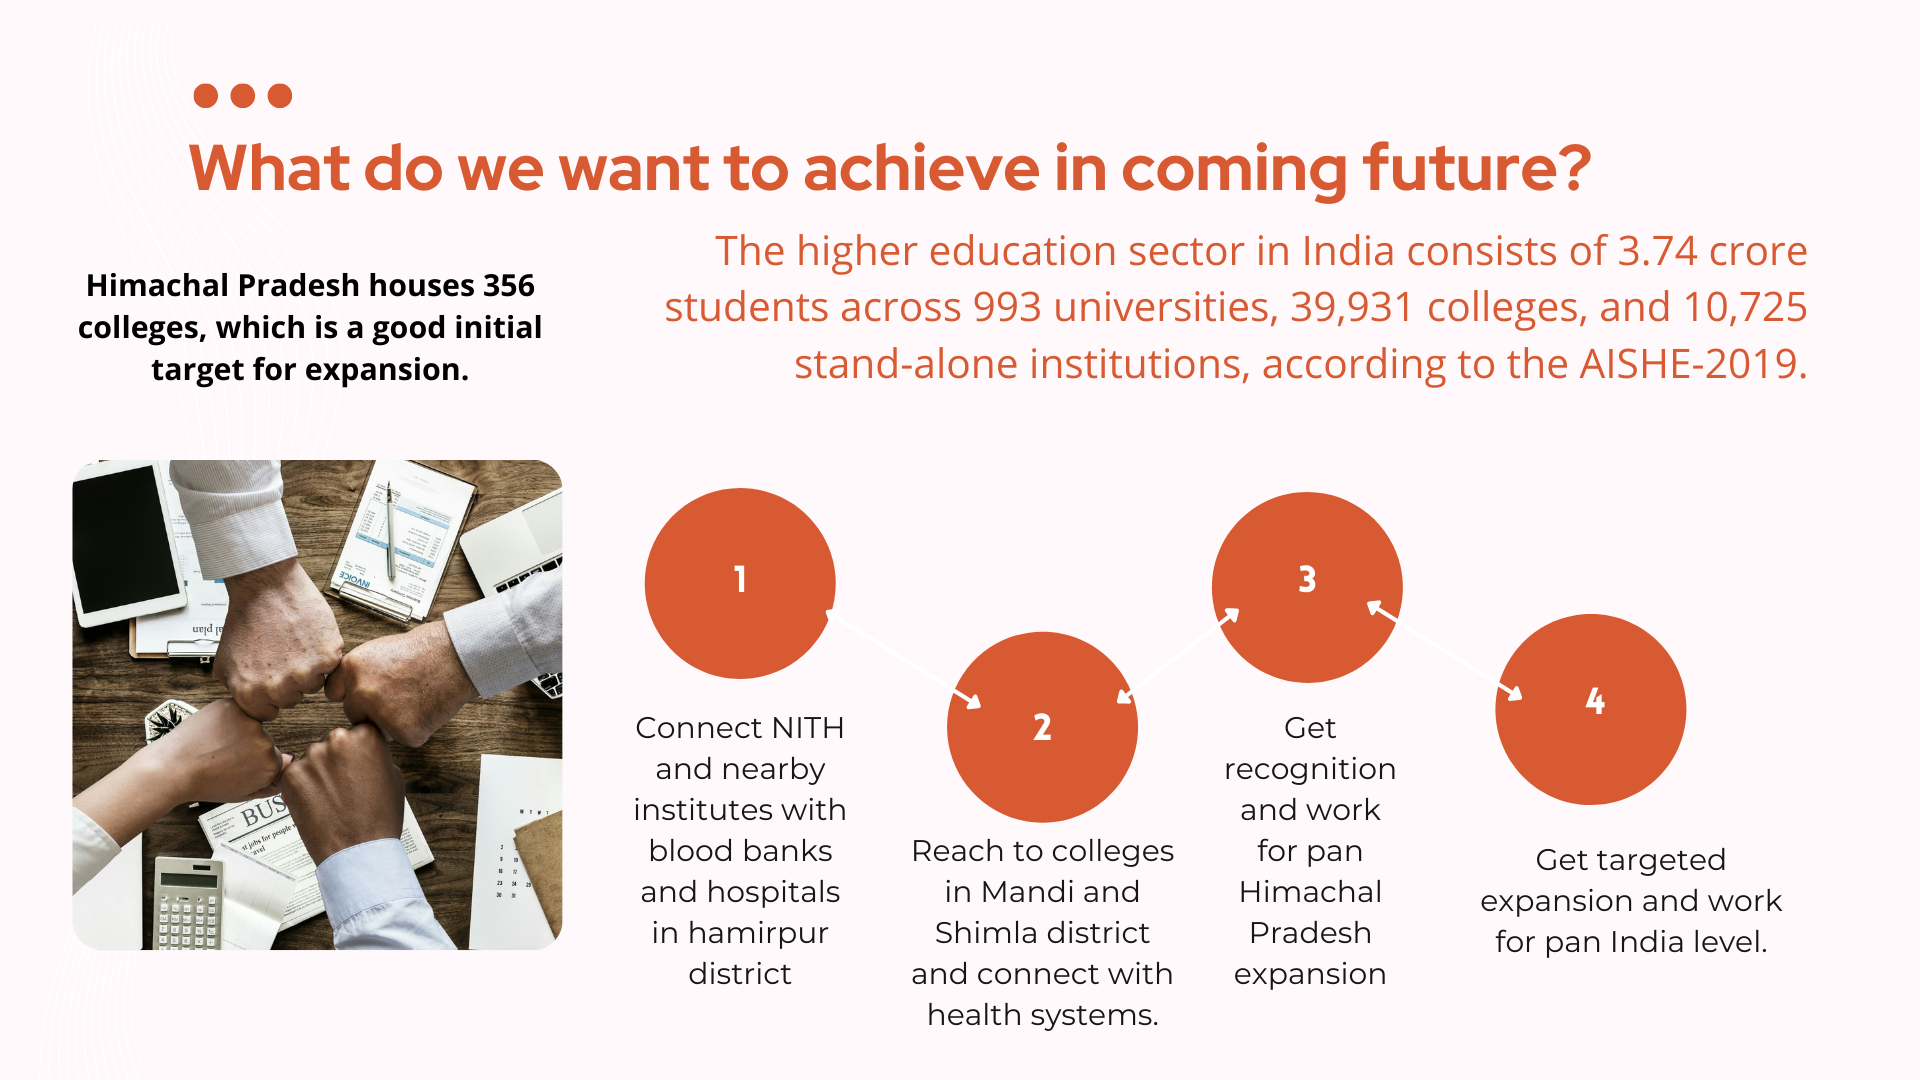 What do we want to achieve in coming future?
Himachal Pradesh houses 356
colleges, which is a good initial
target for expansion.
The higher education sector in India consists of 3.74 crore
students across 993 universities, 39,931 colleges, and 10,725
stand-alone institutions, according to the AISHE-2019.
INVOICE
BUS
1
Connect NITH
and nearby
institutes with
blood banks
and hospitals
in hamirpur
district
2
Reach to colleges
in Mandi and
Shimla district
and connect with
health systems.
3
Get
recognition
and work
for pan
Himachal
Pradesh
expansion
4
Get targeted
expansion and work
for pan India level.